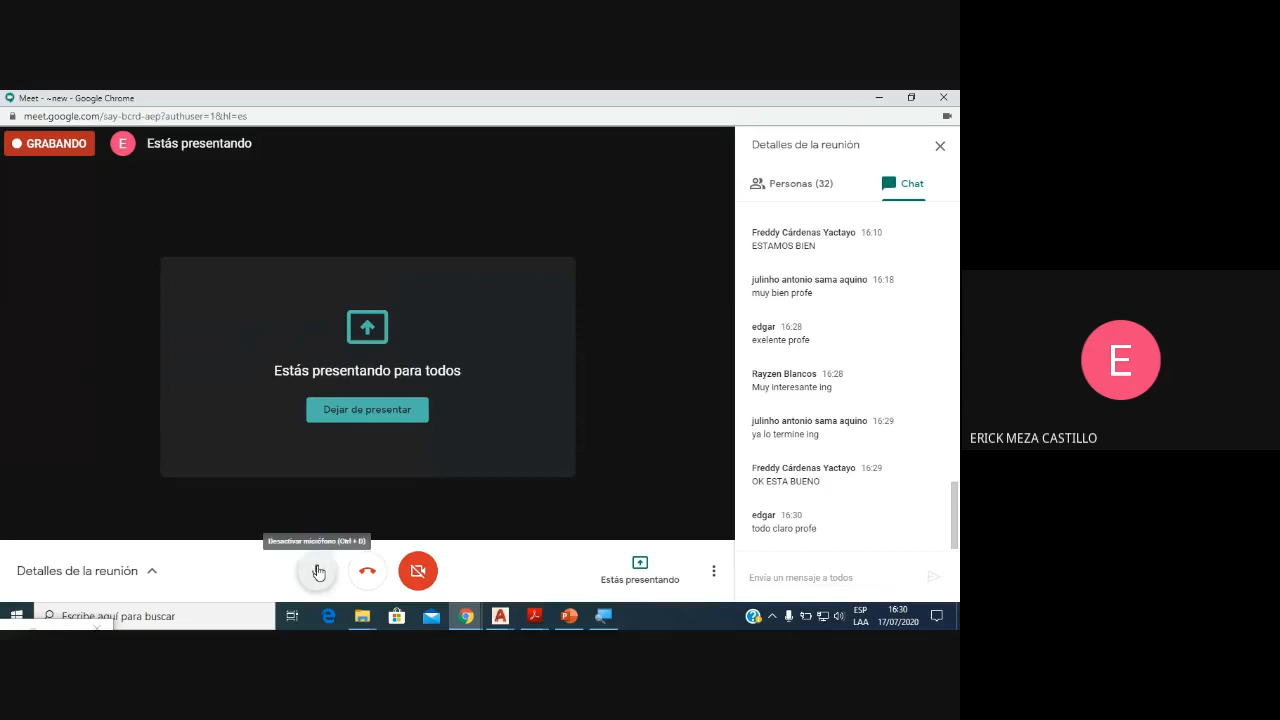 Meet - ~new - Google Chrome
meet.google.com/say-bcrd-aep?authuser=1&hl=es
GRABANDO
E
Estás presentando
Detalles de la reunión
Personas (32)
Chat
Freddy Cárdenas Yactayo 16:10
ESTAMOS BIEN
julinho antonio sama aquino 16:18
muy bien profe
edgar 16:28
exelente profe
Rayzen Blancos 16:28
Muy interesante ing
julinho antonio sama aquino 16:29
ya lo termine ing
Freddy Cárdenas Yactayo 16:29
OK ESTA BUENO
edgar 16:30
todo claro profe
Envía un mensaje a todos
Estás presentando para todos
Dejar de presentar
Desactivar micrófono (Ctrl + D)
Detalles de la reunión
Estás presentando
Escribe aquí para buscar
ESP
LAA
16:30
17/07/2020
E
ERICK MEZA CASTILLO